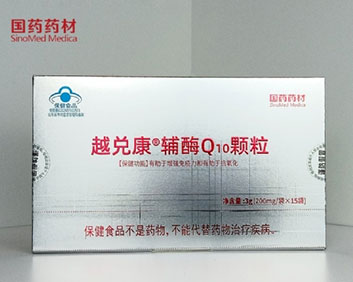 国药药材
SinoMed Medica
保健食品
国药药材
SinoMed Medica
越兑康®辅酶Q10颗粒
【保健功能】有助于增强免疫力和有助于抗氧化
净含量:3g(200mg/袋×15袋)
保健食品不是药物，不能代替药物治疗疾病。